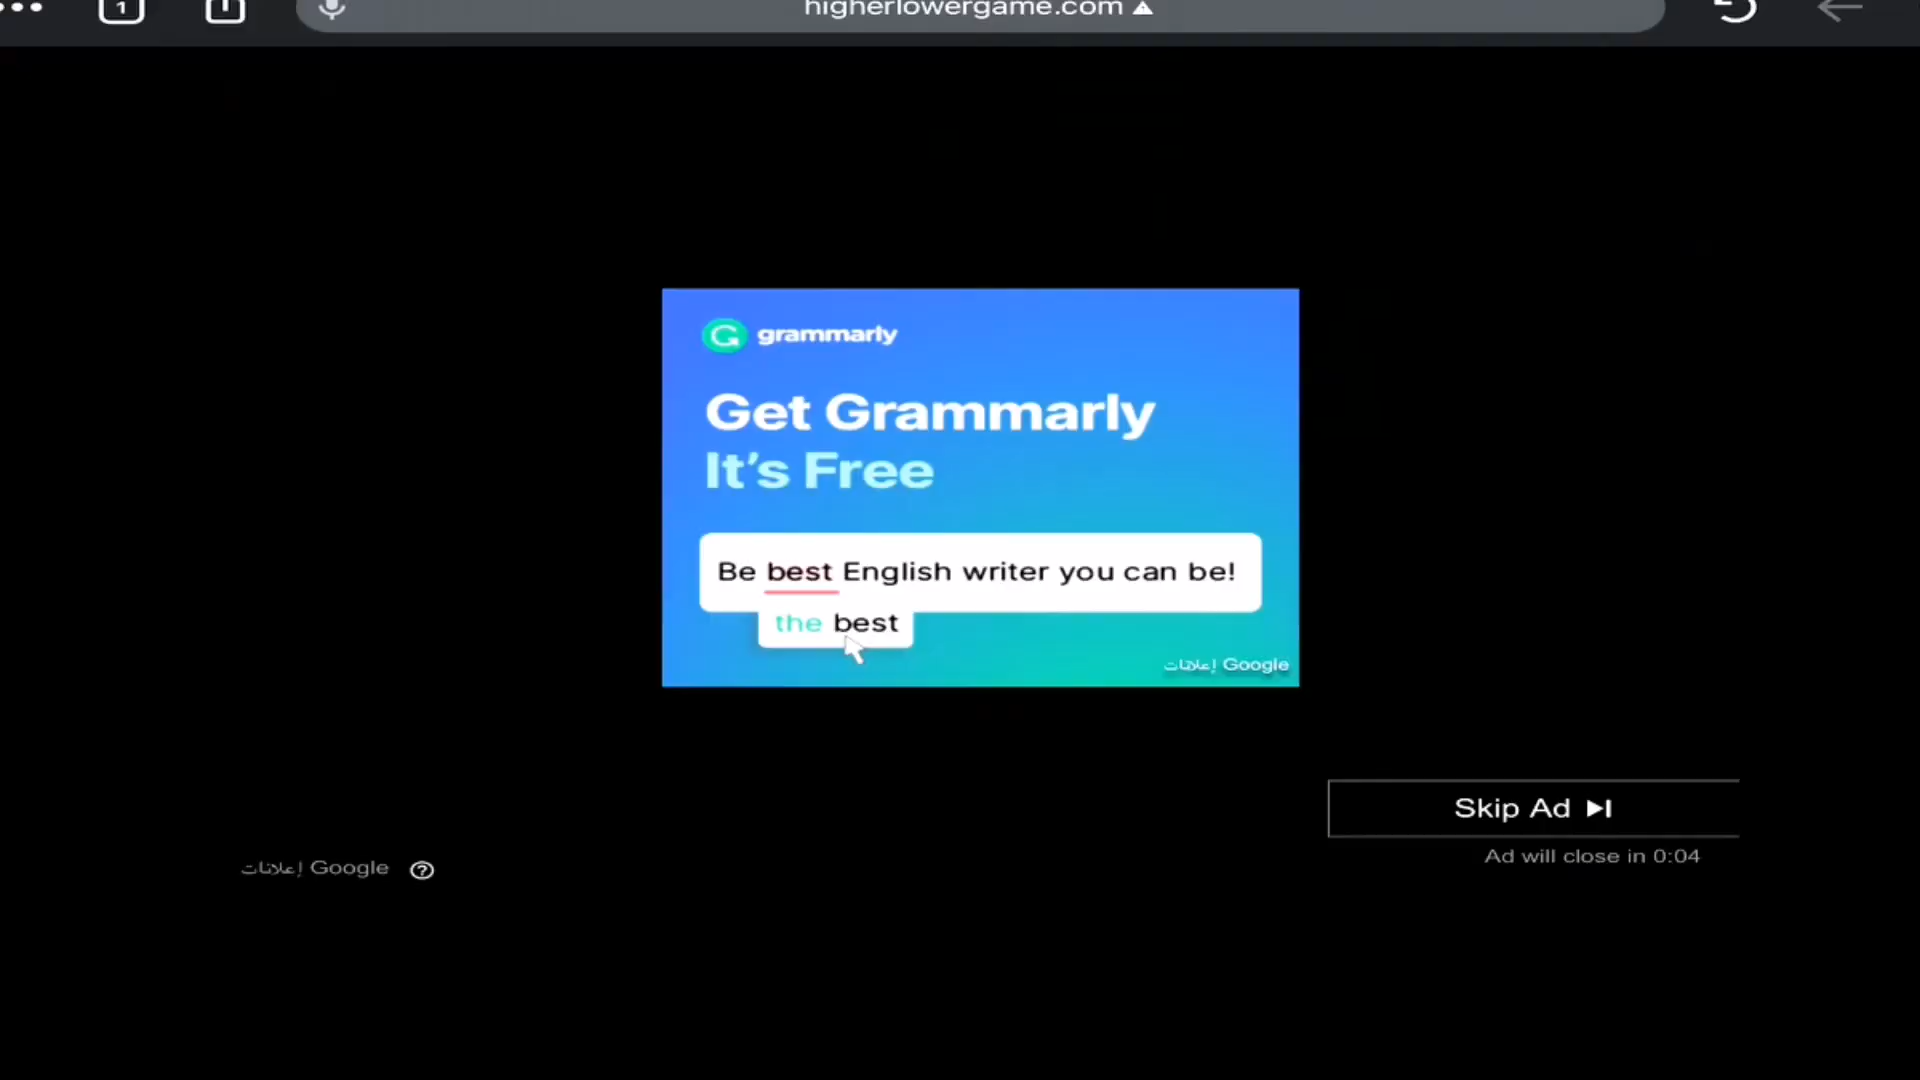 1
higherlowergame.com
grammarly
Get Grammarly
It's Free
Be best English writer you can be!
the best
إعلانات Google
Skip Ad
Ad will close in 0:04
إعلانات Google